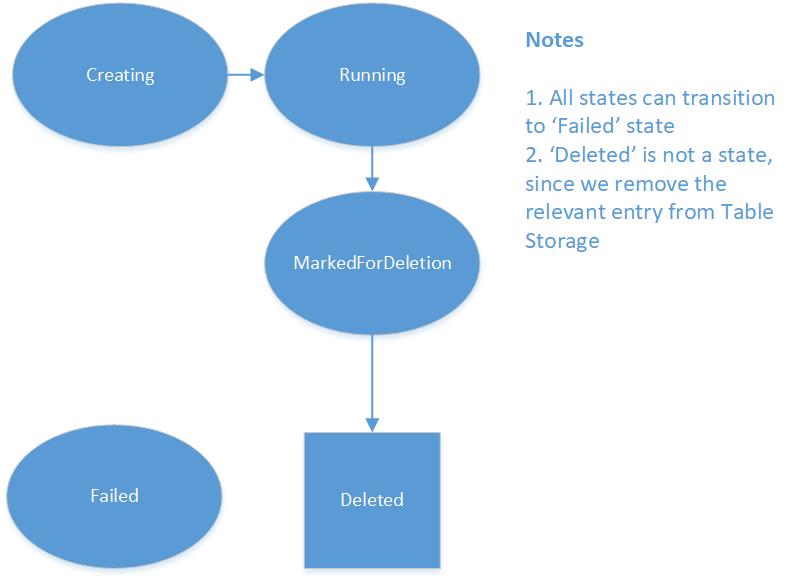 Creating
Running
MarkedForDeletion
Failed
Deleted
Notes
1. All states can transition
to ‘Failed’ state
2. ‘Deleted’ is not a state,
since we remove the
relevant entry from Table
Storage